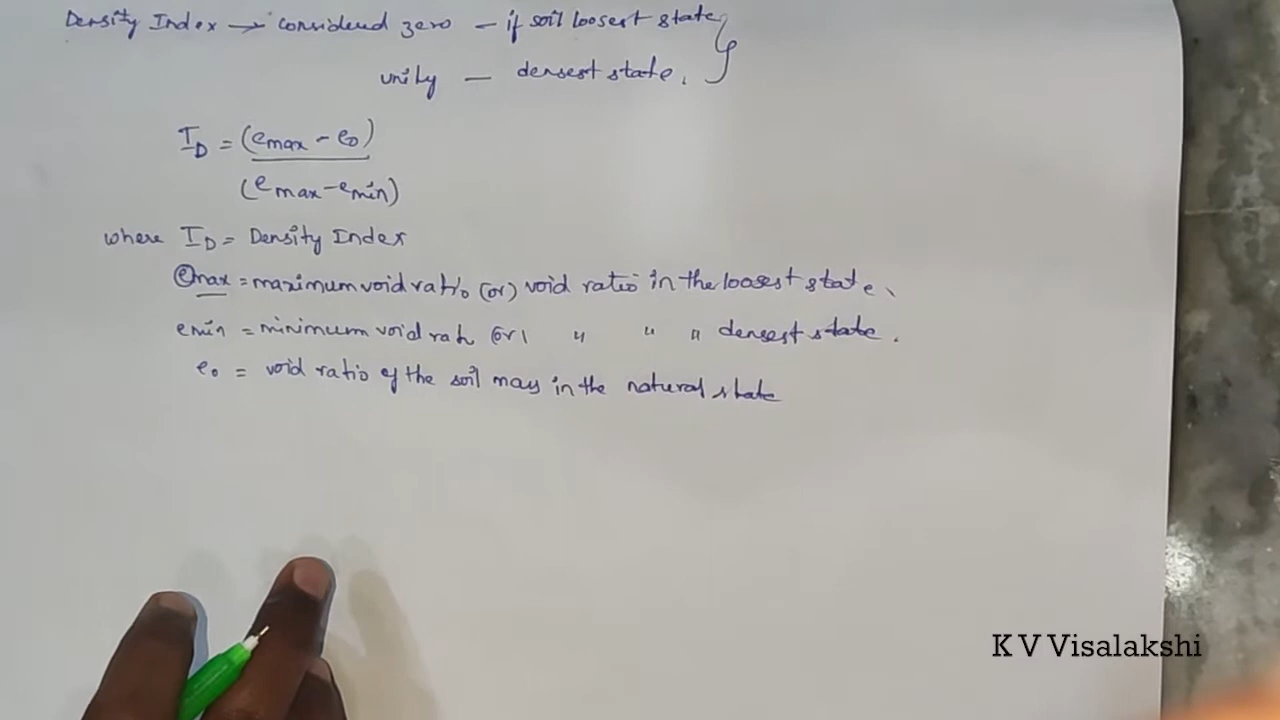 Density Index → considered zero - if soil loosest state
unity - densest state.
I_D = (e_max - e_o)
(e_max - e_min)
where I_D = Density Index
e_max = maximum void ratio (or) void ratio in the loosest state.
e_min = minimum void ratio (or) " " " densest state.
e_o = void ratio of the soil mass in the natural state
K V Visalakshi